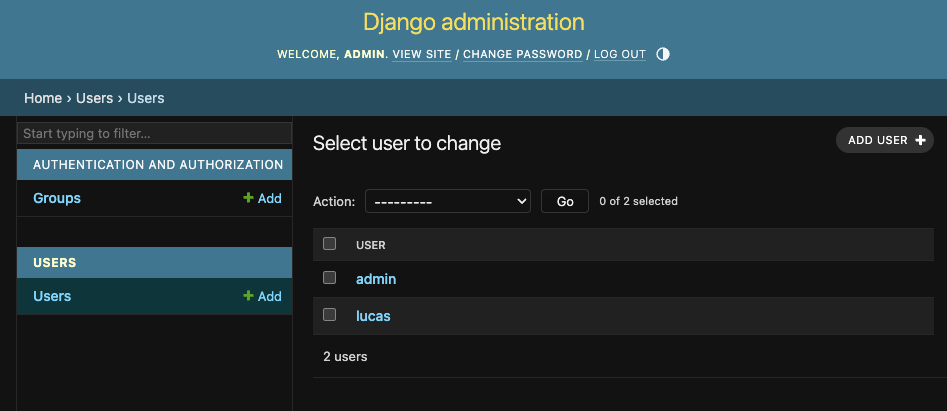 Django administration
WELCOME, ADMIN. VIEW SITE / CHANGE PASSWORD / LOG OUT
Home › Users › Users
Start typing to filter...
AUTHENTICATION AND AUTHORIZATION
Groups + Add
USERS
Users + Add
Select user to change
ADD USER +
Action: --------- Go 0 of 2 selected
USER
admin
lucas
2 users